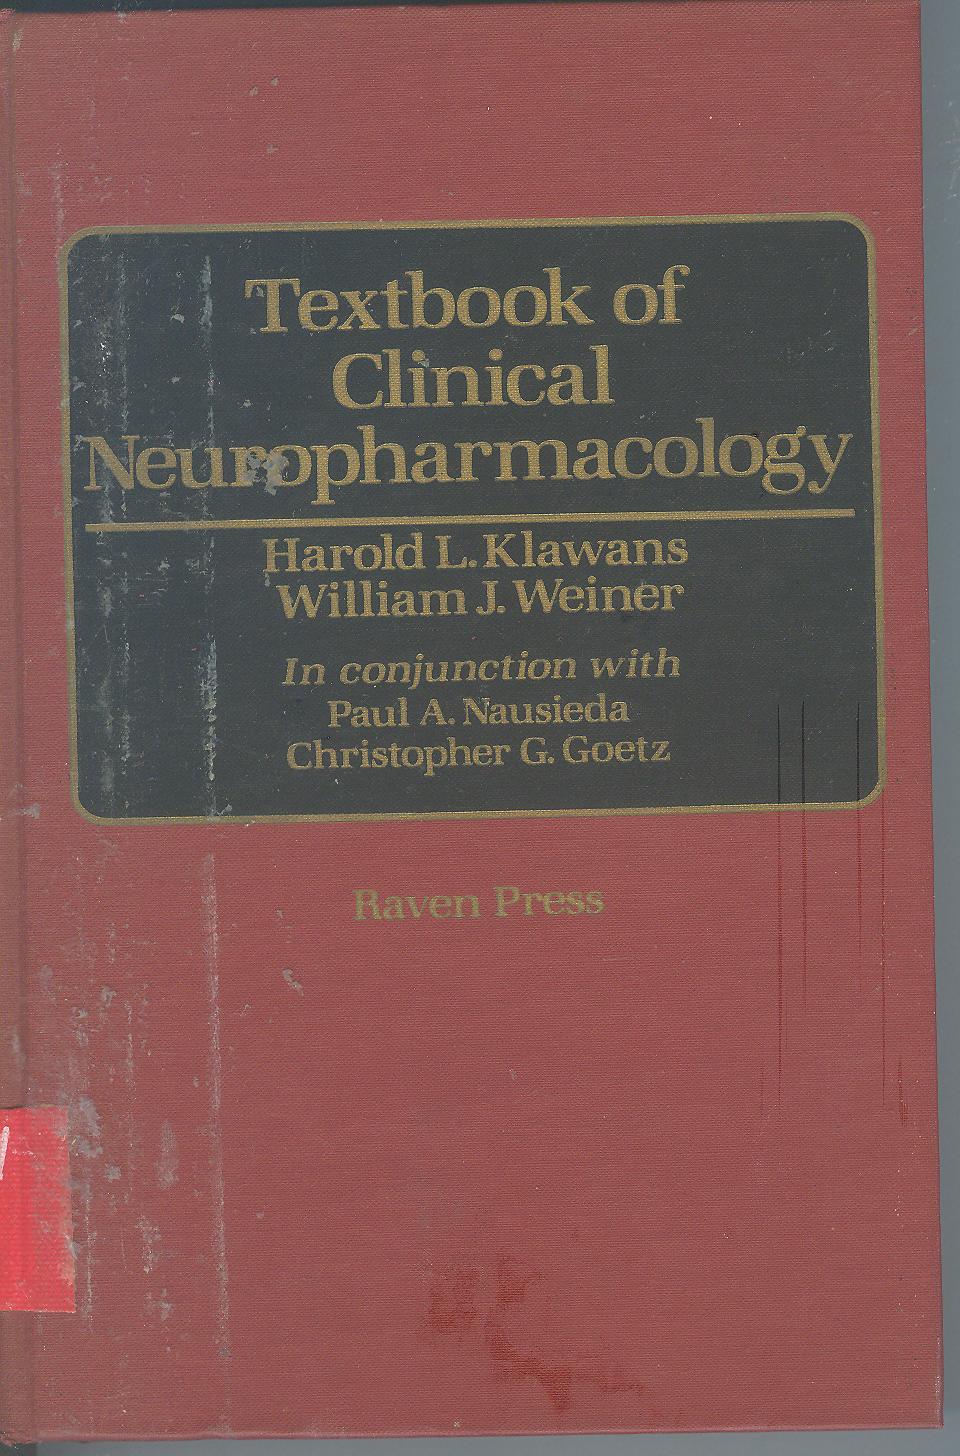 Textbook of
Clinical
Neuropharmacology
Harold L. Klawans
William J. Weiner
In conjunction with
Paul A. Nausieda
Christopher G. Goetz
Raven Press